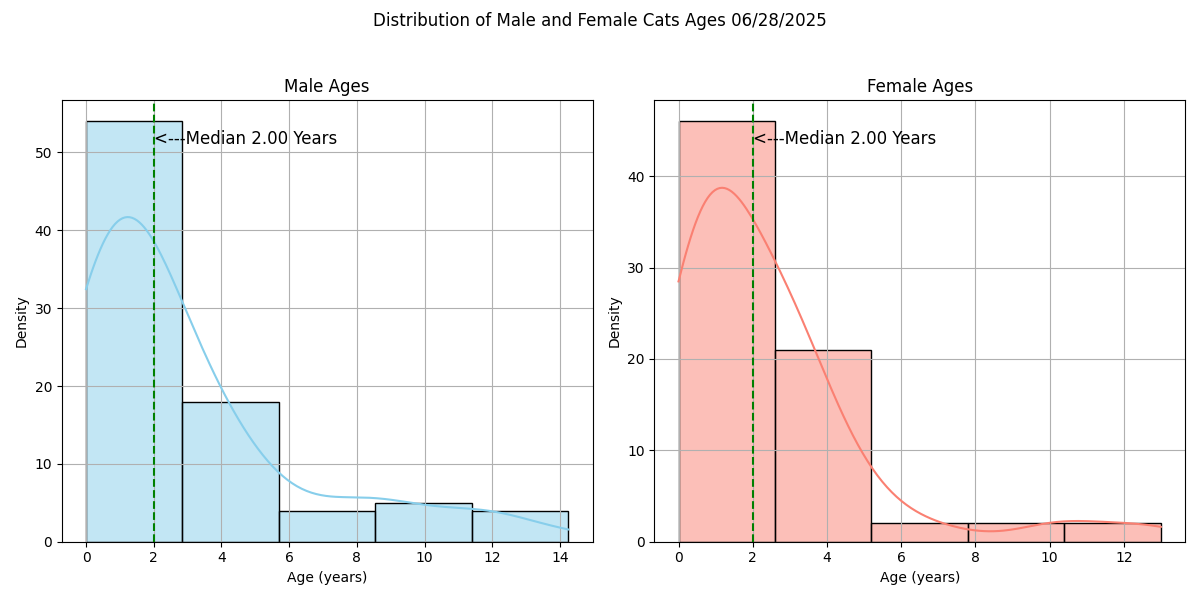 Distribution of Male and Female Cats Ages 06/28/2025
Male Ages
<---Median 2.00 Years
Density
50
40
30
20
10
0
0 2 4 6 8 10 12 14
Age (years)
Female Ages
<---Median 2.00 Years
Density
40
30
20
10
0
0 2 4 6 8 10 12
Age (years)